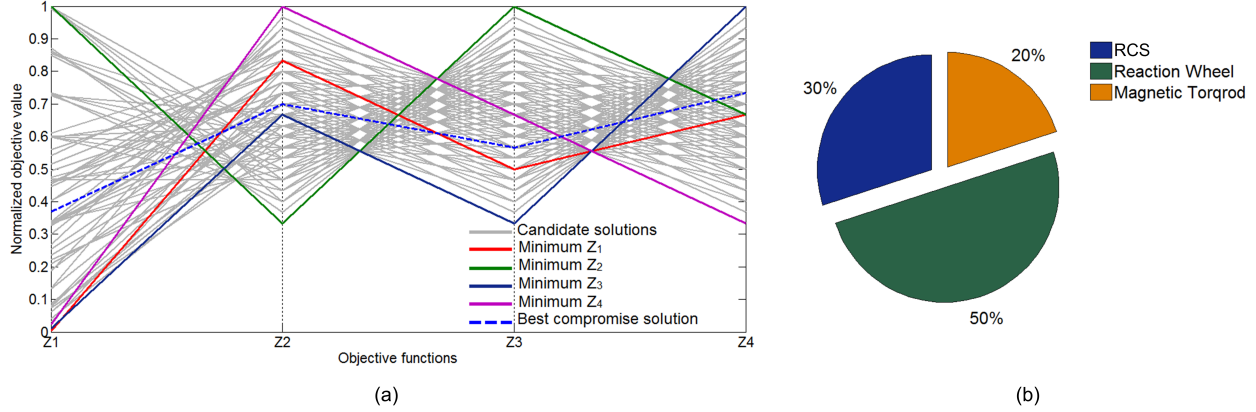 Normalized objective value
1
0.9
0.8
0.7
0.6
0.5
0.4
0.3
0.2
0.1
0
Z1
Z2
Z3
Z4
Objective functions
Candidate solutions
Minimum Z1
Minimum Z2
Minimum Z3
Minimum Z4
Best compromise solution
(a)
30%
20%
50%
RCS
Reaction Wheel
Magnetic Torqrod
(b)